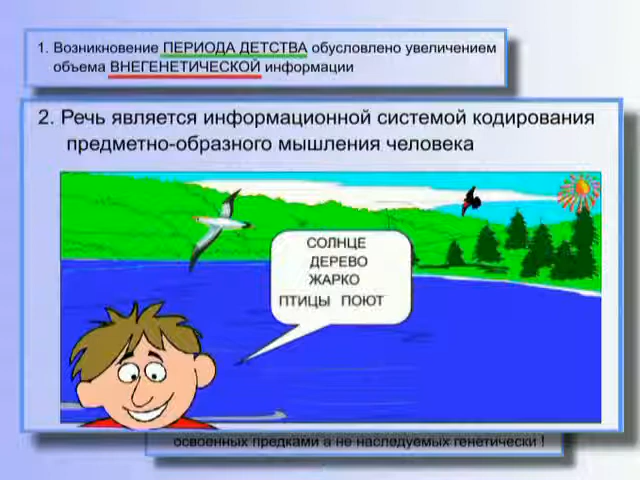 1. Возникновение ПЕРИОДА ДЕТСТВА обусловлено увеличением
объема ВНЕГЕНЕТИЧЕСКОЙ информации
2. Речь является информационной системой кодирования
предметно-образного мышления человека
СОЛНЦЕ
ДЕРЕВО
ЖАРКО
ПТИЦЫ ПОЮТ
освоенных предками а не наследуемых генетически !